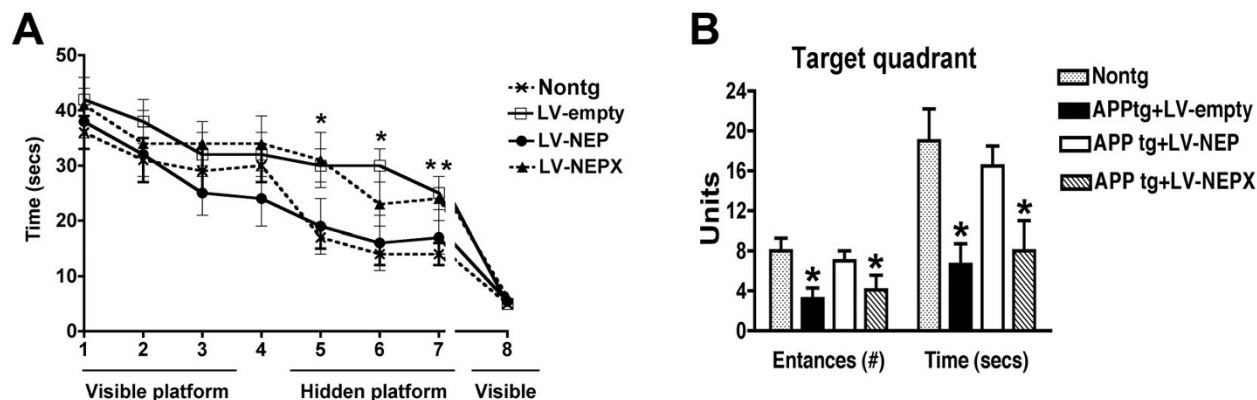 A
50
40
30
20
10
0
Time (secs)
* * **
1 2 3 4 5 6 7 8
Visible platform Hidden platform Visible
Nontg
LV-empty
LV-NEP
LV-NEPX
B
Target quadrant
24
20
16
12
8
4
0
Units
* * * *
Entances (#) Time (secs)
Nontg
APPtg+LV-empty
APP tg+LV-NEP
APP tg+LV-NEPX